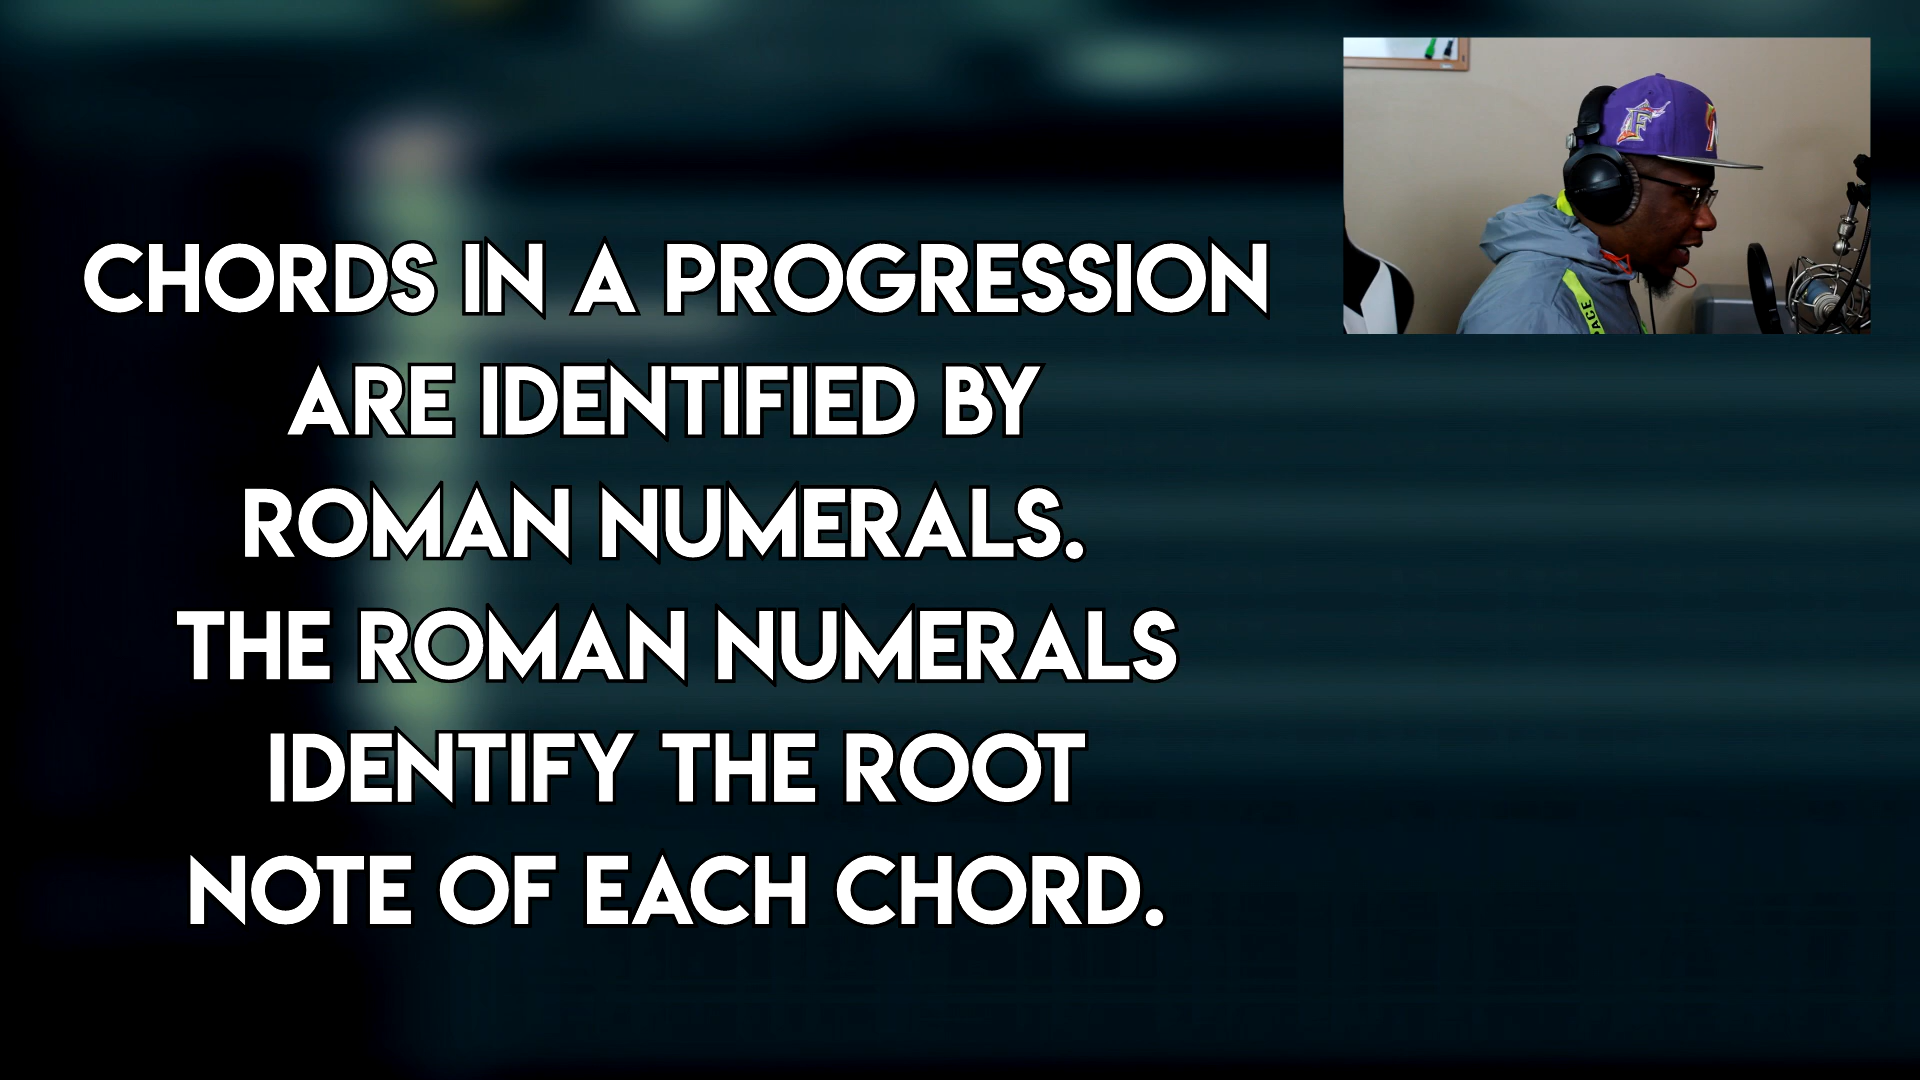 CHORDS IN A PROGRESSION
ARE IDENTIFIED BY
ROMAN NUMERALS.
THE ROMAN NUMERALS
IDENTIFY THE ROOT
NOTE OF EACH CHORD.